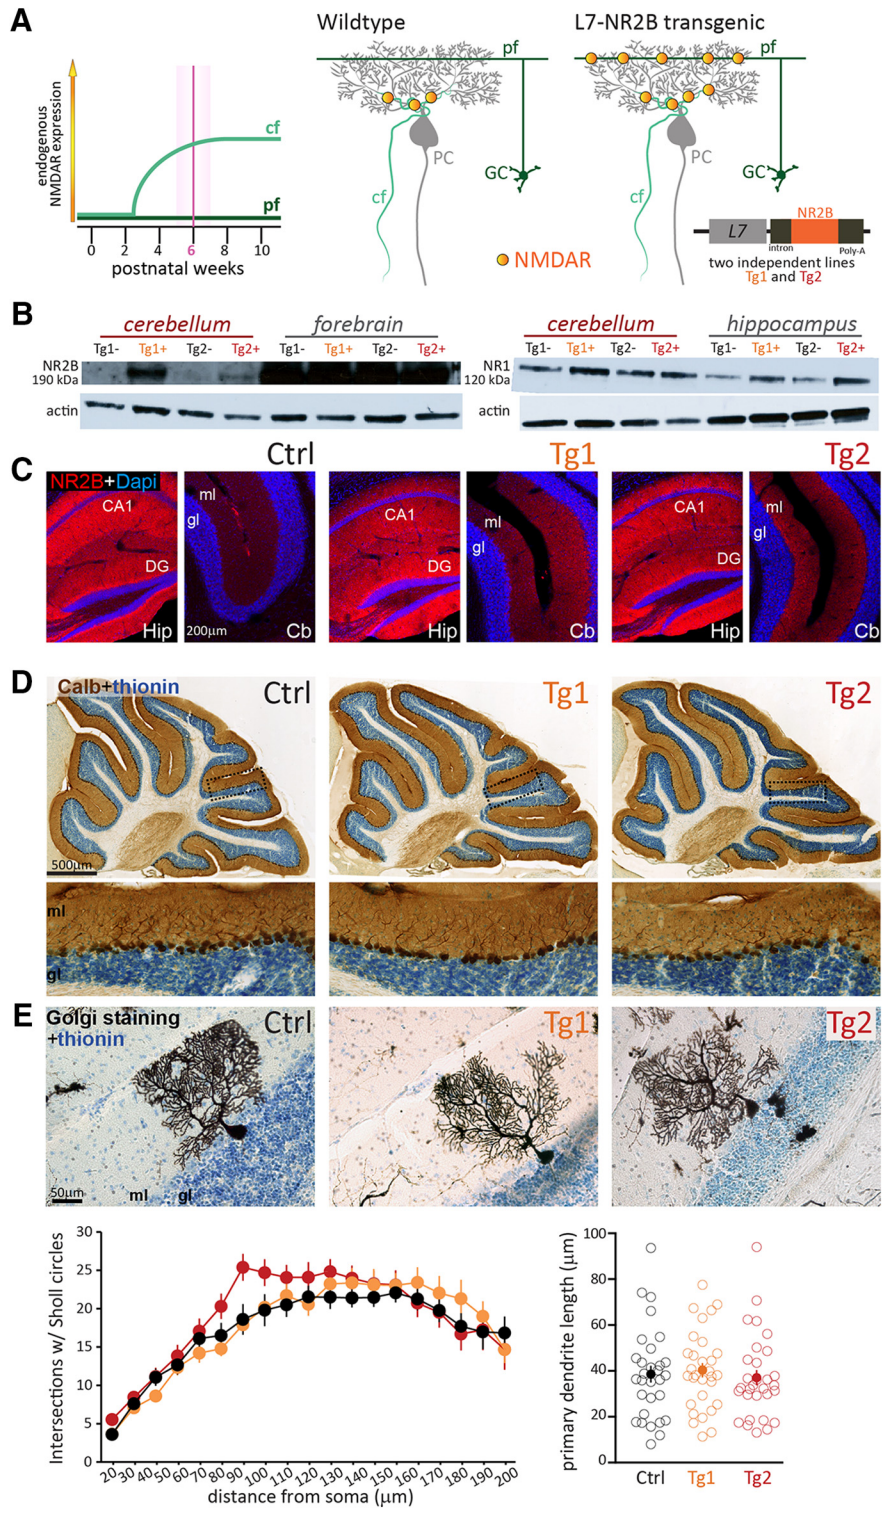 A
endogenous
NMDAR expression
cf
pf
0 2 4 6 8 10
postnatal weeks
Wildtype
pf
PC
GC
cf
NMDAR
L7-NR2B transgenic
pf
PC
GC
cf
NR2B
L7
intron
Poly-A
two independent lines
Tg1 and Tg2
B
cerebellum forebrain
Tg1- Tg1+ Tg2- Tg2+ Tg1- Tg1+ Tg2- Tg2+
NR2B
190 kDa
actin
cerebellum hippocampus
Tg1- Tg1+ Tg2- Tg2+ Tg1- Tg1+ Tg2- Tg2+
NR1
120 kDa
actin
C
Ctrl Tg1 Tg2
NR2B+Dapi
CA1
DG
Hip
ml
gl
200μm
Cb
CA1
DG
Hip
ml
gl
Cb
CA1
DG
Hip
ml
gl
Cb
D
Calb+thionin
Ctrl Tg1 Tg2
500μm
ml
gl
E
Golgi staining
+thionin
Ctrl Tg1 Tg2
50μm
ml gl
Intersections w/ Sholl circles
30
25
20
15
10
5
0
20 30 40 50 60 70 80 90 100 110 120 130 140 150 160 170 180 190 200
distance from soma (μm)
primary dendrite length (μm)
100
80
60
40
20
0
Ctrl Tg1 Tg2